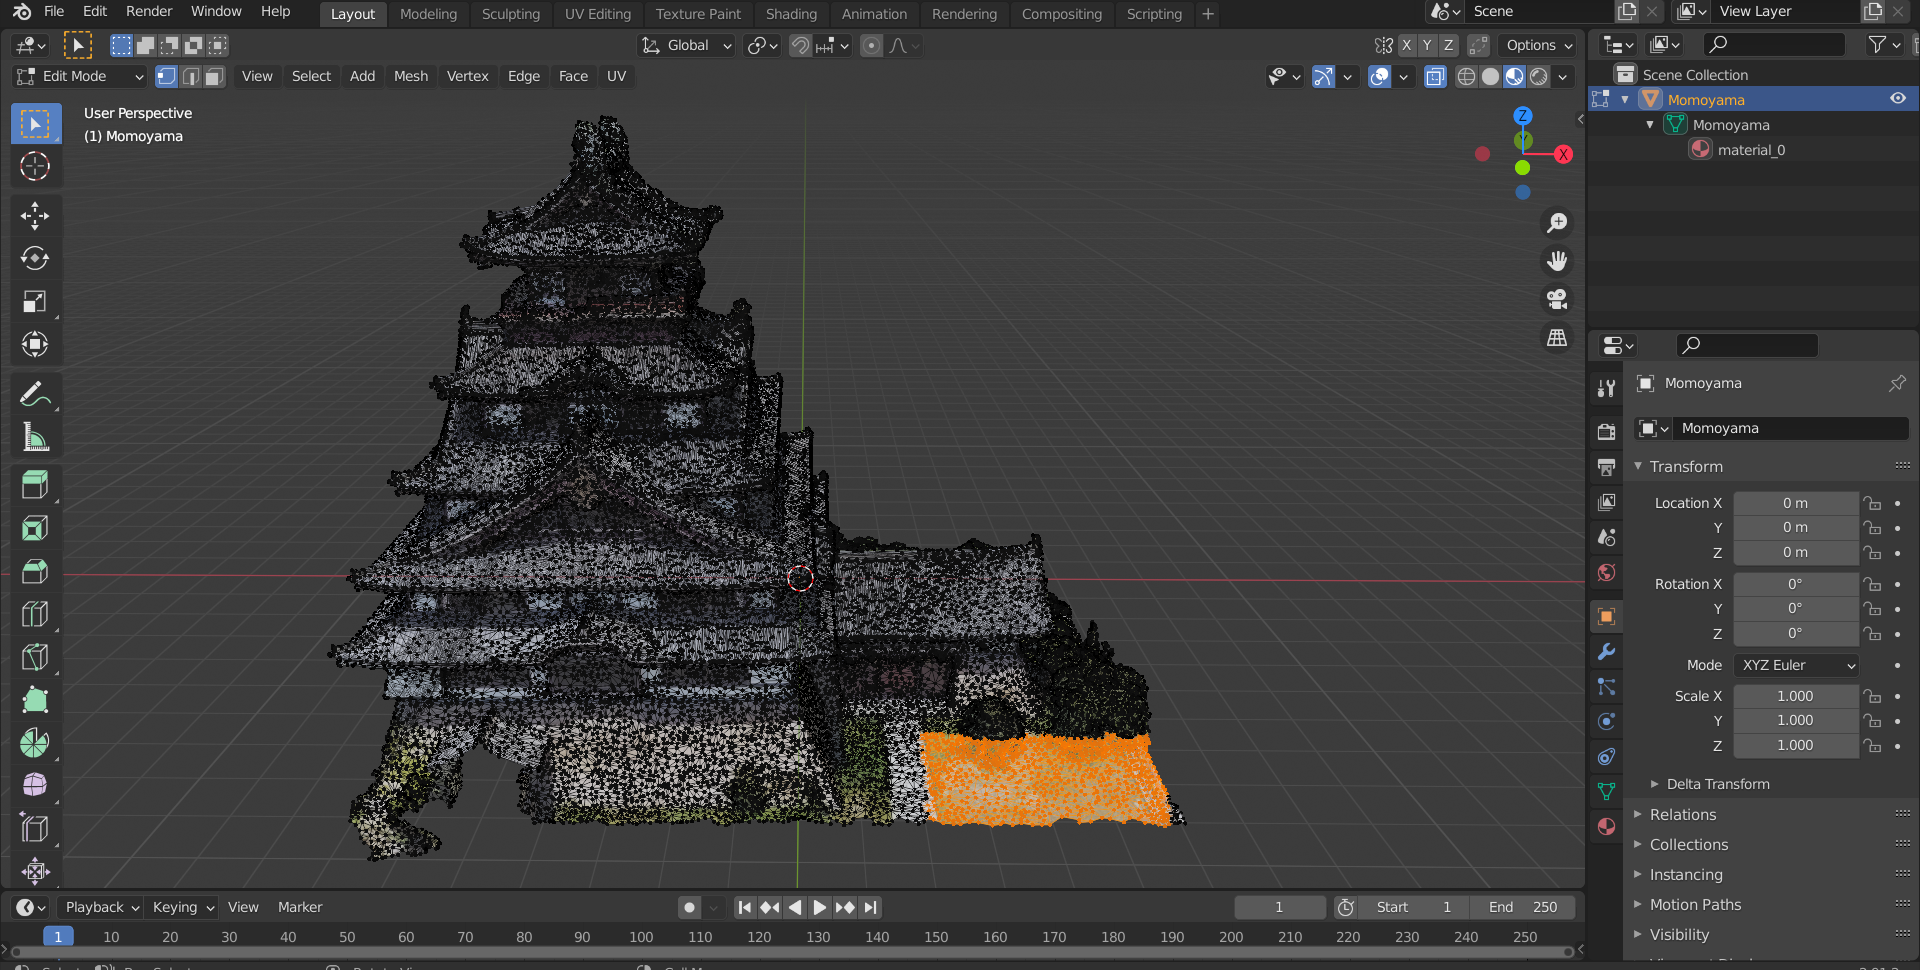 File Edit Render Window Help Layout Modeling Sculpting UV Editing Texture Paint Shading Animation Rendering Compositing Scripting + Scene View Layer
Global X Y Z Options
Edit Mode View Select Add Mesh Vertex Edge Face UV
User Perspective
(1) Momoyama
Z
Y
X
Scene Collection
Momoyama
Momoyama
material_0
Momoyama
Momoyama
Transform
Location X 0 m
Y 0 m
Z 0 m
Rotation X 0°
Y 0°
Z 0°
Mode XYZ Euler
Scale X 1.000
Y 1.000
Z 1.000
Delta Transform
Relations
Collections
Instancing
Motion Paths
Visibility
Playback Keying View Marker 1 Start 1 End 250
1 10 20 30 40 50 60 70 80 90 100 110 120 130 140 150 160 170 180 190 200 210 220 230 240 250